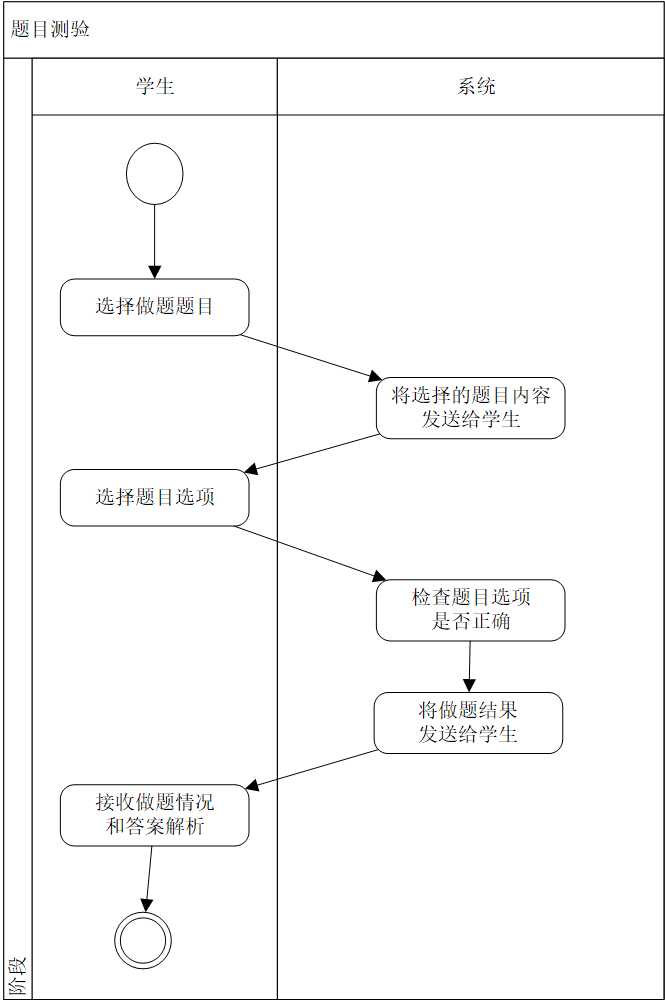 题目测验
学生
系统
选择做题题目
将选择的题目内容
发送给学生
选择题目选项
检查题目选项
是否正确
将做题结果
发送给学生
接收做题情况
和答案解析
阶段